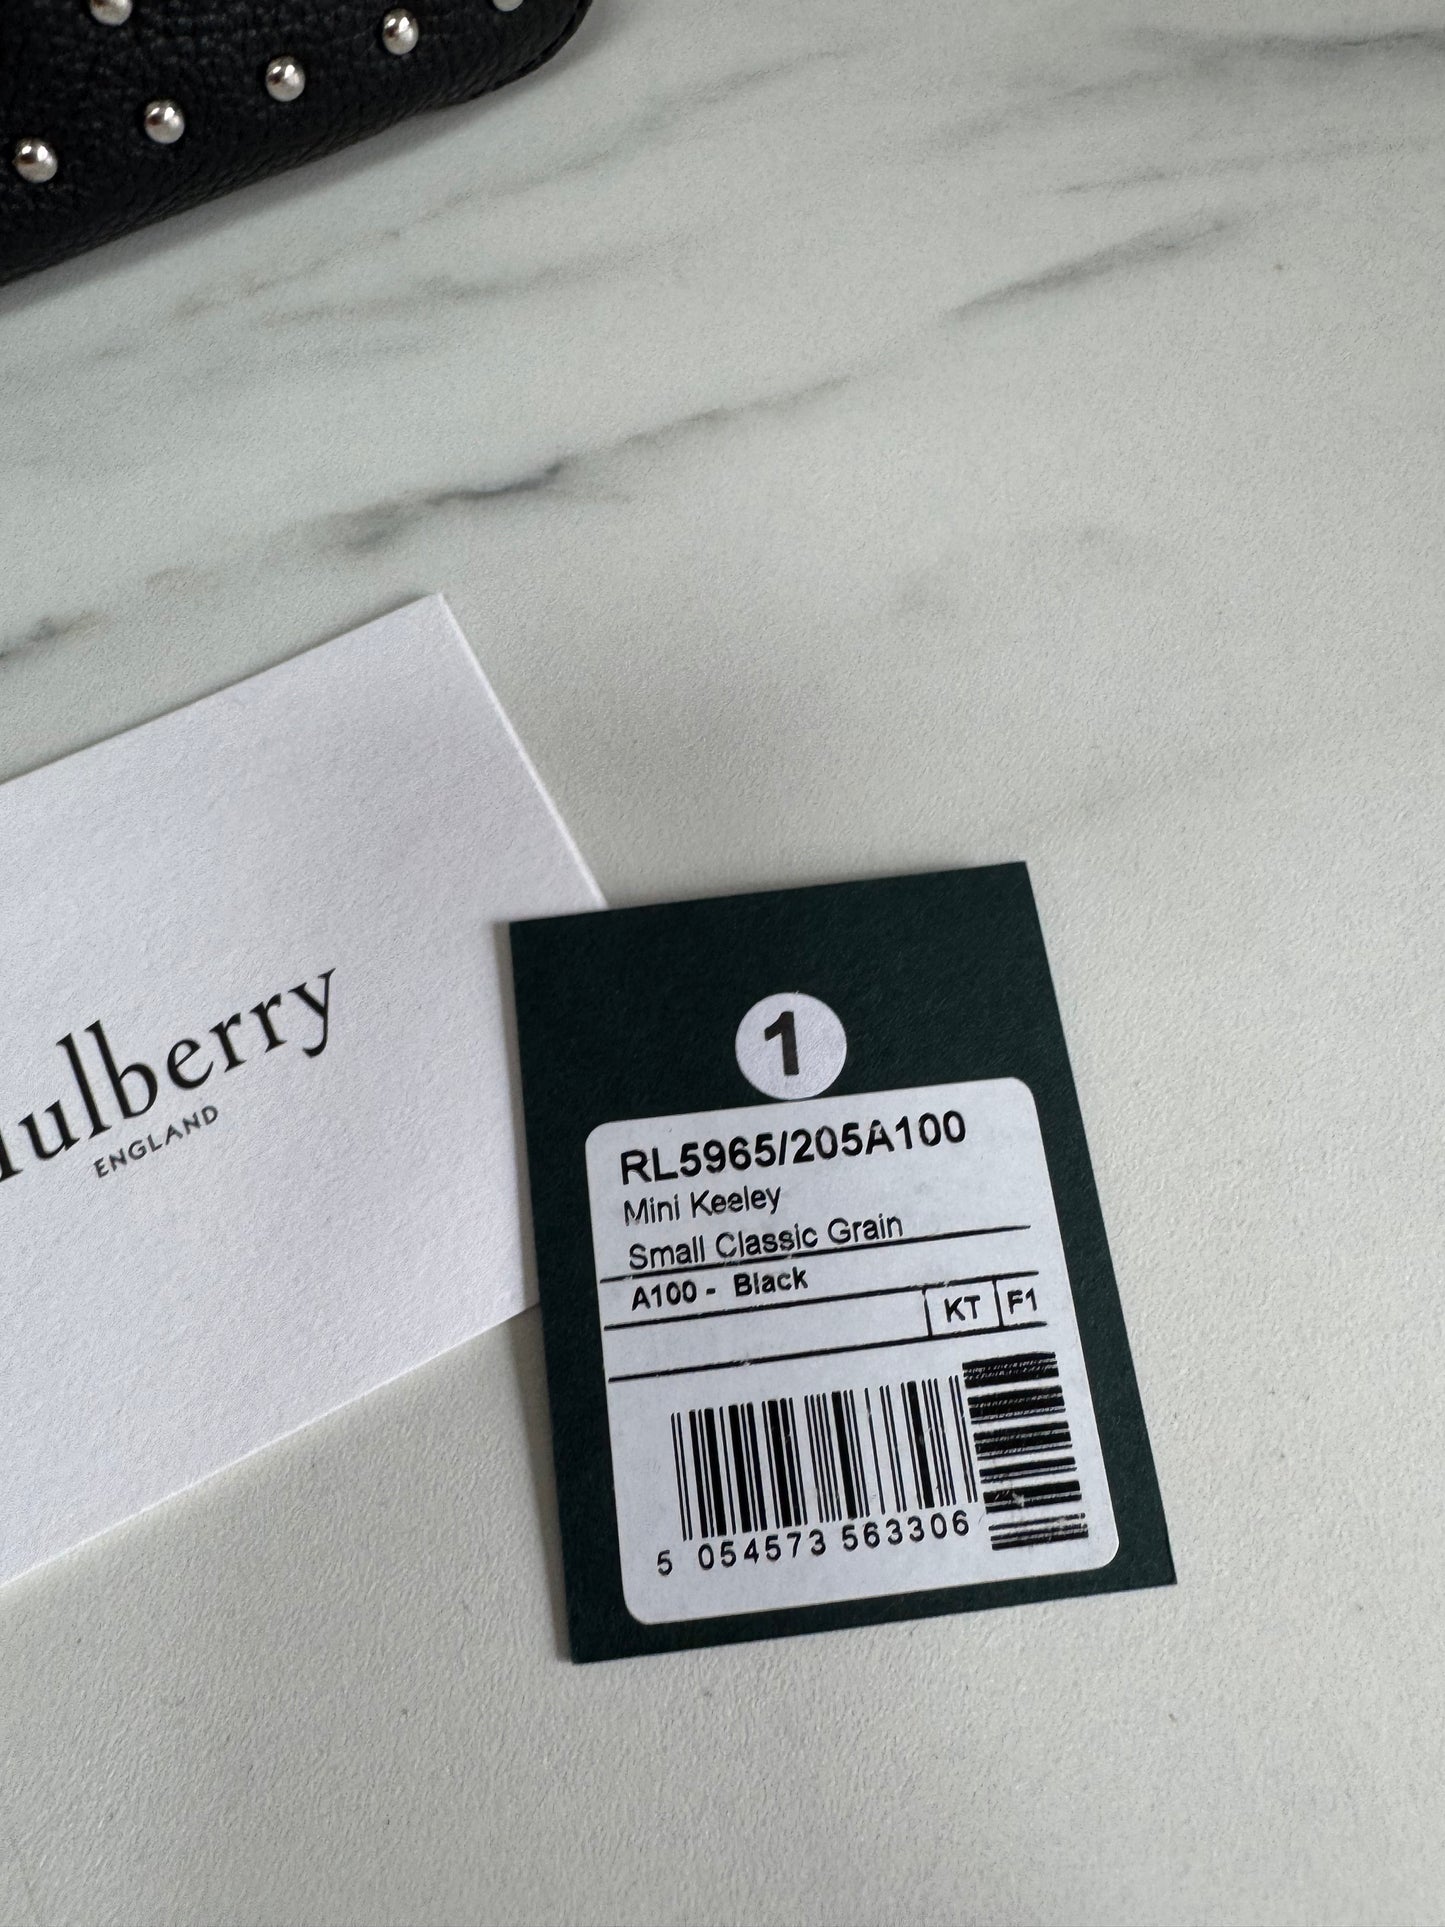 ulberry
ENGLAND
1
RL5965/205A100
Mini Keeley
Small Classic Grain
A100 - Black
KT F1
5 054573 563306